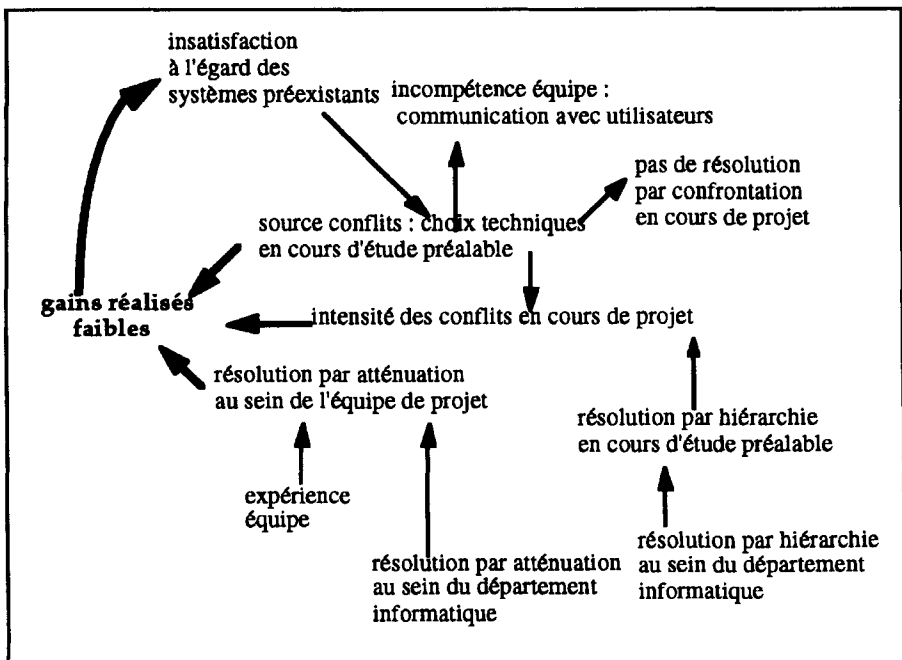 insatisfaction
à l'égard des
systèmes préexistants
incompétence équipe :
communication avec utilisateurs
pas de résolution
par confrontation
en cours de projet
source conflits : choix techniques
en cours d'étude préalable
gains réalisés
faibles
intensité des conflits en cours de projet
résolution par atténuation
au sein de l'équipe de projet
résolution par hiérarchie
en cours d'étude préalable
expérience
équipe
résolution par atténuation
au sein du département
informatique
résolution par hiérarchie
au sein du département
informatique